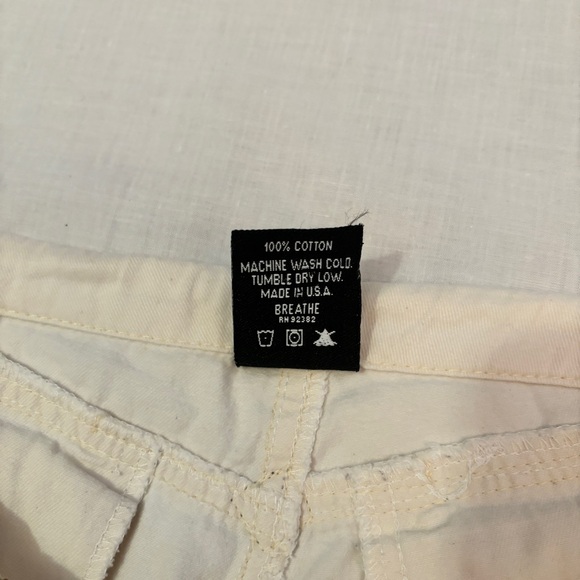 100% COTTON
MACHINE WASH COLD.
TUMBLE DRY LOW.
MADE IN U.S.A.
BREATHE
RN 92382